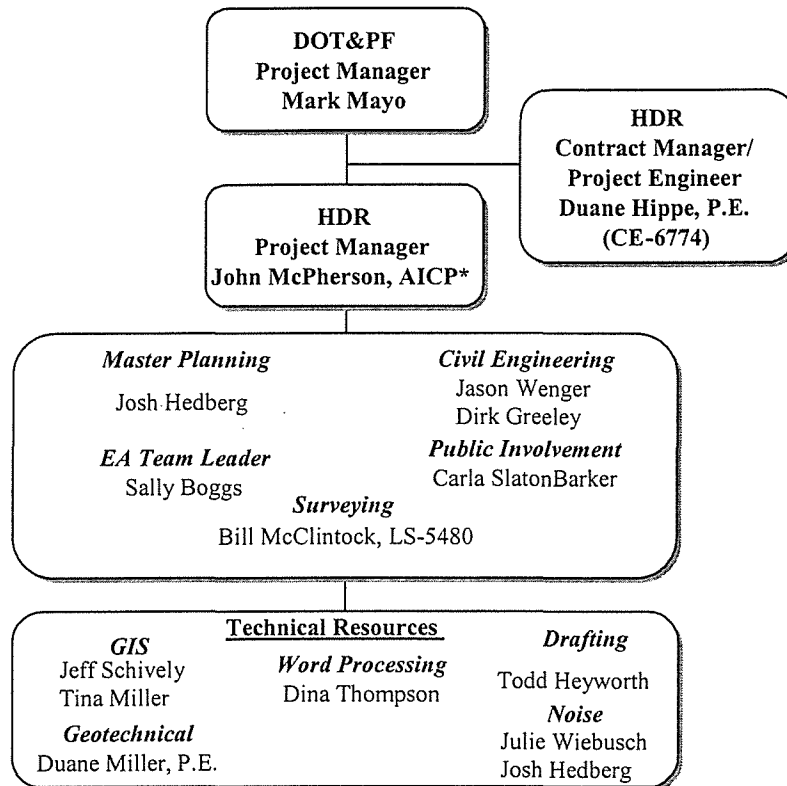 DOT&PF
Project Manager
Mark Mayo
HDR
Contract Manager/
Project Engineer
Duane Hippe, P.E.
(CE-6774)
HDR
Project Manager
John McPherson, AICP*
Master Planning
Josh Hedberg
Civil Engineering
Jason Wenger
Dirk Greeley
EA Team Leader
Sally Boggs
Public Involvement
Carla SlatonBarker
Surveying
Bill McClintock, LS-5480
Technical Resources
GIS
Jeff Schively
Tina Miller
Word Processing
Dina Thompson
Drafting
Todd Heyworth
Geotechnical
Duane Miller, P.E.
Noise
Julie Wiebusch
Josh Hedberg